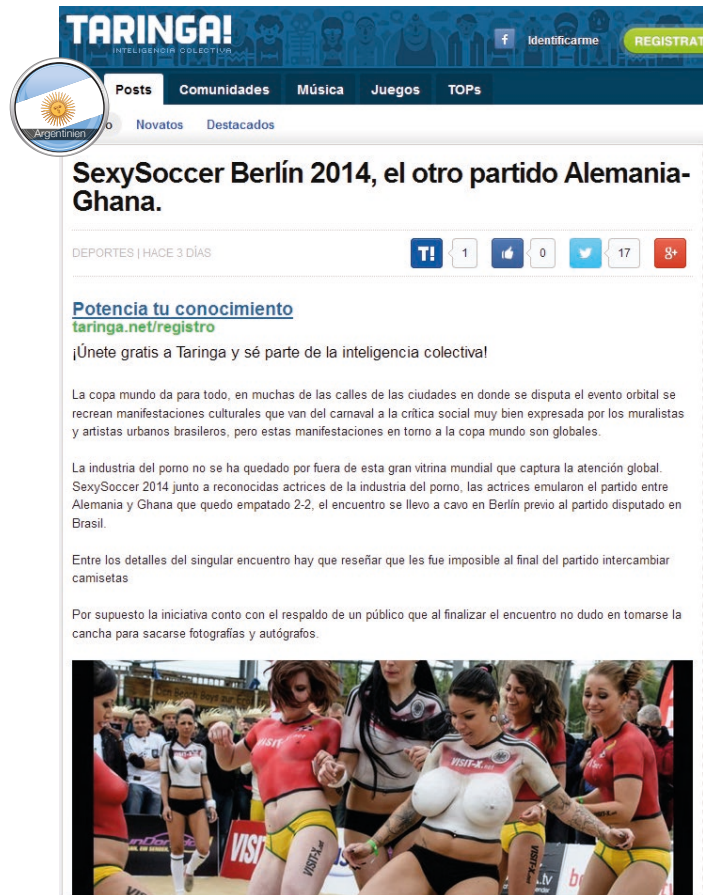 TARINGA!
INTELIGENCIA COLECTIVA
f Identificarme REGISTRAT
Argentinien
Posts Comunidades Música Juegos TOPs
o Novatos Destacados
SexySoccer Berlín 2014, el otro partido Alemania-
Ghana.
DEPORTES | HACE 3 DÍAS
T! 1 0 17 8+
Potencia tu conocimiento
taringa.net/registro
¡Únete gratis a Taringa y sé parte de la inteligencia colectiva!
La copa mundo da para todo, en muchas de las calles de las ciudades en donde se disputa el evento orbital se
recrean manifestaciones culturales que van del carnaval a la crítica social muy bien expresada por los muralistas
y artistas urbanos brasileros, pero estas manifestaciones en torno a la copa mundo son globales.
La industria del porno no se ha quedado por fuera de esta gran vitrina mundial que captura la atención global.
SexySoccer 2014 junto a reconocidas actrices de la industria del porno, las actrices emularon el partido entre
Alemania y Ghana que quedo empatado 2-2, el encuentro se llevo a cavo en Berlín previo al partido disputado en
Brasil.
Entre los detalles del singular encuentro hay que reseñar que les fue imposible al final del partido intercambiar
camisetas
Por supuesto la iniciativa conto con el respaldo de un público que al finalizar el encuentro no dudo en tomarse la
cancha para sacarse fotografías y autógrafos.
VISIT-X
VISIT-X.net
VISIT-X.net
VISIT-X.net
VISI
.tv